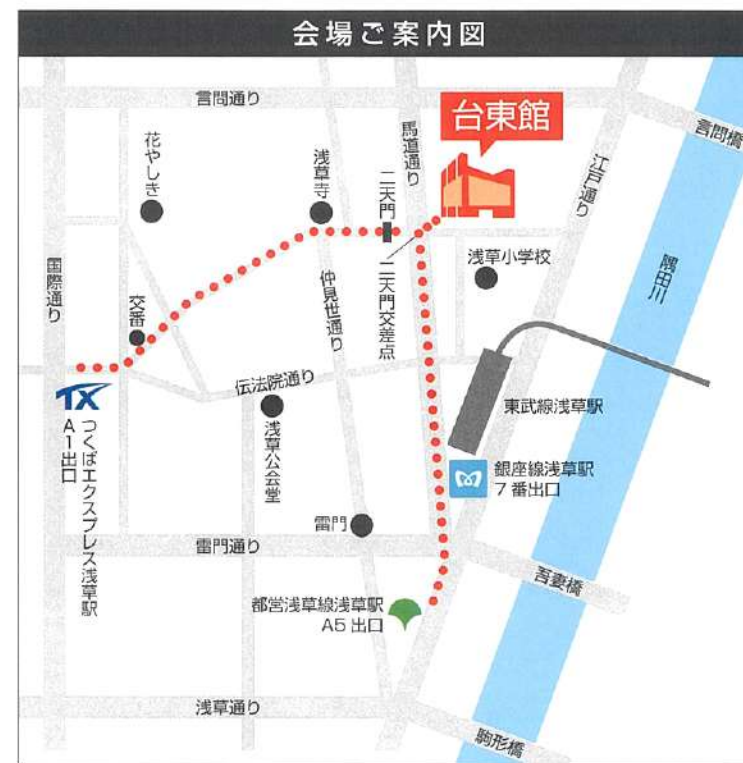 会場ご案内図
言問通り
台東館
馬道通り
言問橋
花やしき
浅草寺
二天門
江戸通り
国際通り
交番
仲見世通り
二天門交差点
浅草小学校
隅田川
伝法院通り
TX
つくばエクスプレス浅草駅
A1出口
浅草公会堂
東武線浅草駅
銀座線浅草駅
7番出口
雷門
雷門通り
吾妻橋
都営浅草線浅草駅
A5出口
浅草通り
駒形橋